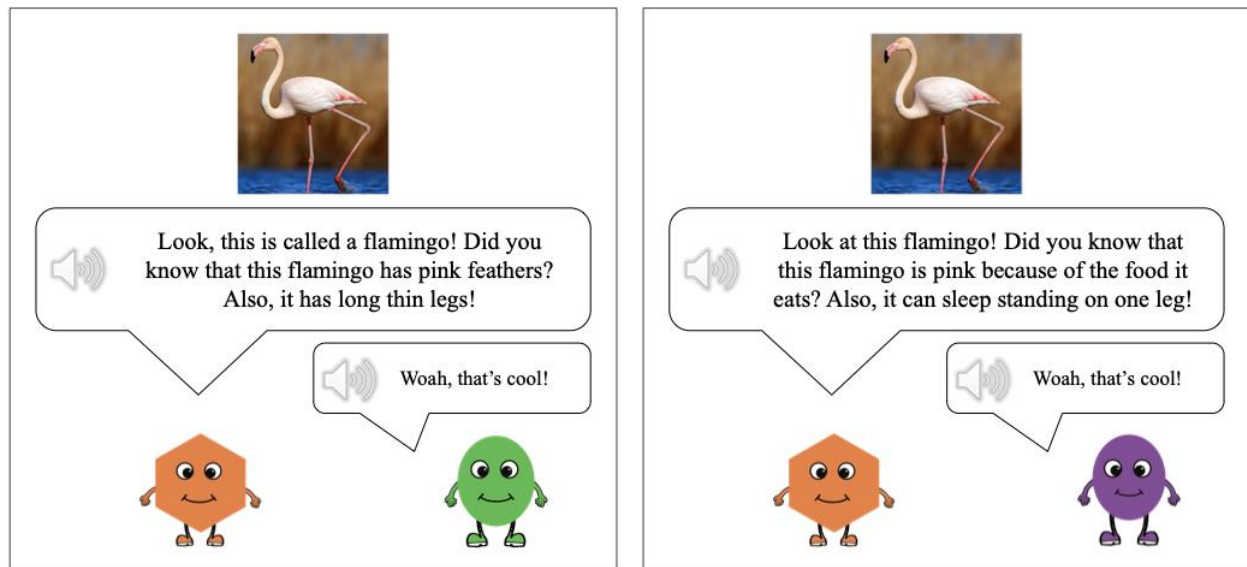 Look, this is called a flamingo! Did you
know that this flamingo has pink feathers?
Also, it has long thin legs!
Woah, that's cool!
Look at this flamingo! Did you know that
this flamingo is pink because of the food it
eats? Also, it can sleep standing on one leg!
Woah, that's cool!